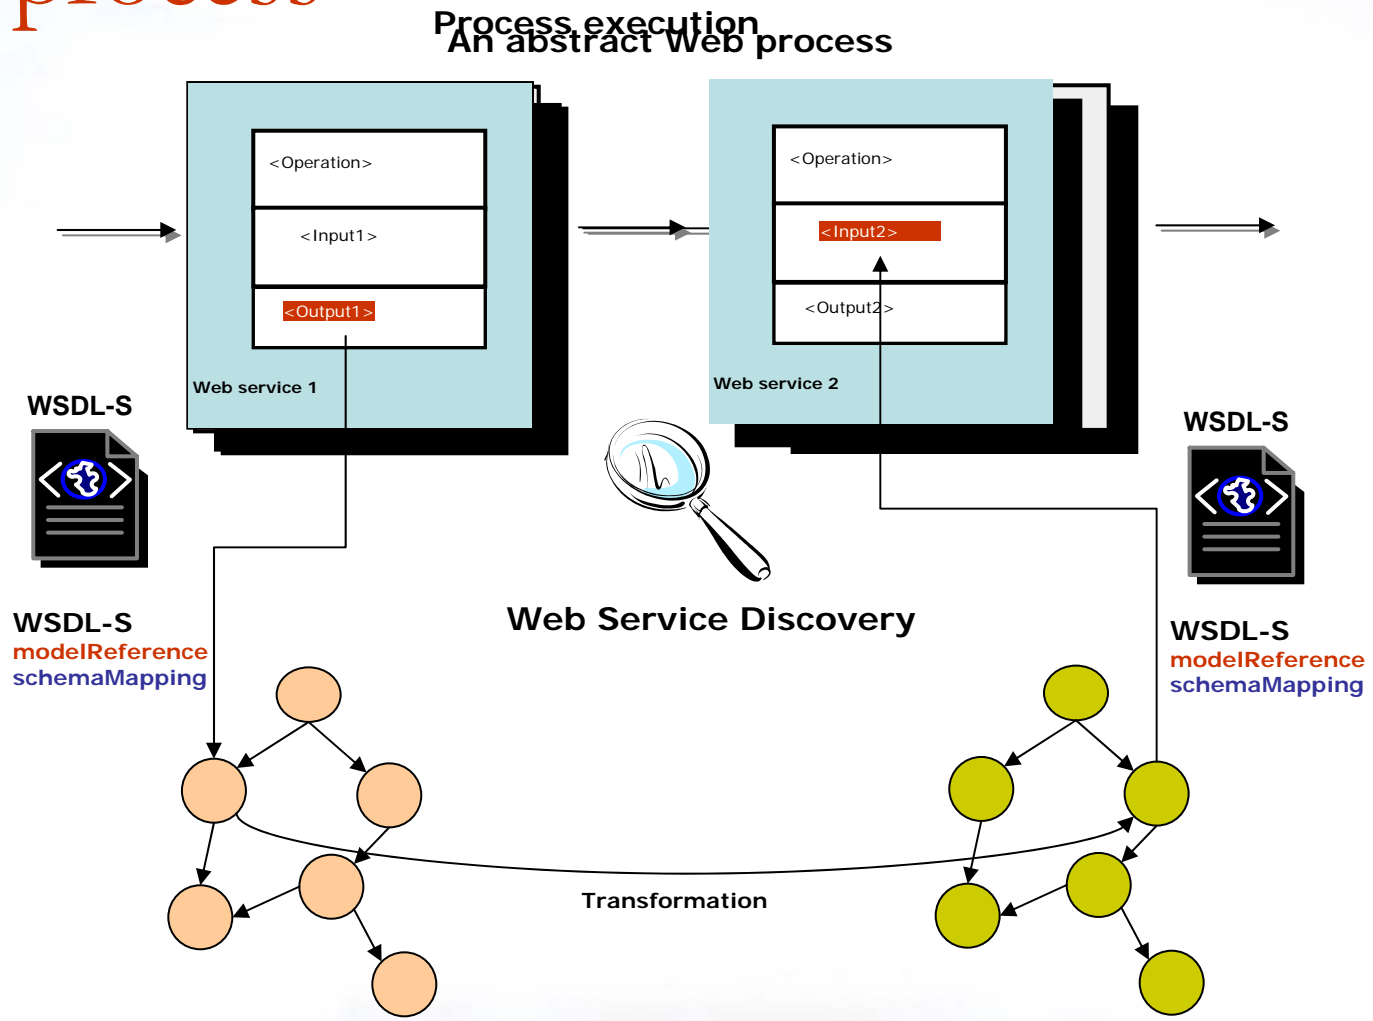 process
Process execution
An abstract Web process
<Operation>
<Input1>
<Output1>
Web service 1
<Operation>
<Input2>
<Output2>
Web service 2
WSDL-S
WSDL-S
Web Service Discovery
WSDL-S
modelReference
schemaMapping
WSDL-S
modelReference
schemaMapping
Transformation